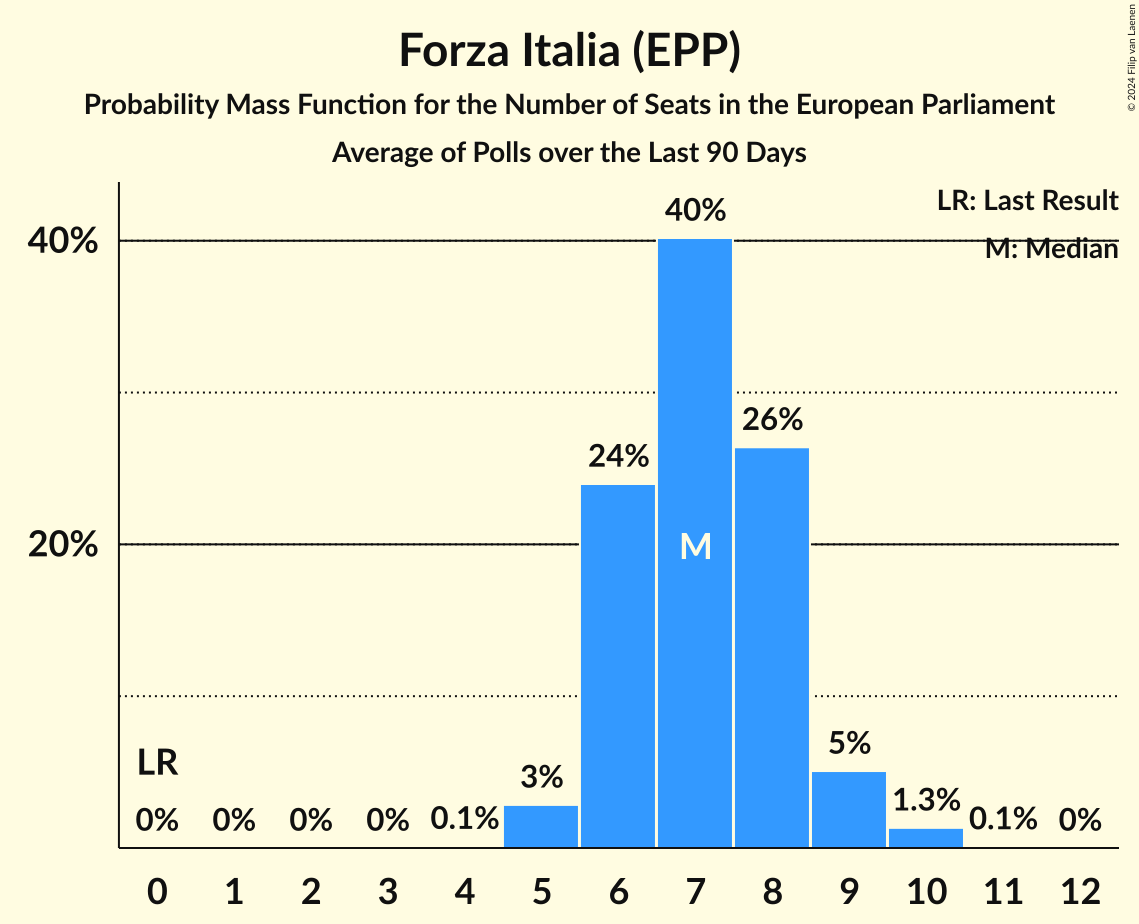 Forza Italia (EPP)
Probability Mass Function for the Number of Seats in the European Parliament
Average of Polls over the Last 90 Days
© 2024 Filip van Laenen
LR: Last Result
M: Median
40%
20%
LR
0%
0%
0%
0%
0.1%
3%
24%
40%
M
26%
5%
1.3%
0.1%
0%
0 1 2 3 4 5 6 7 8 9 10 11 12